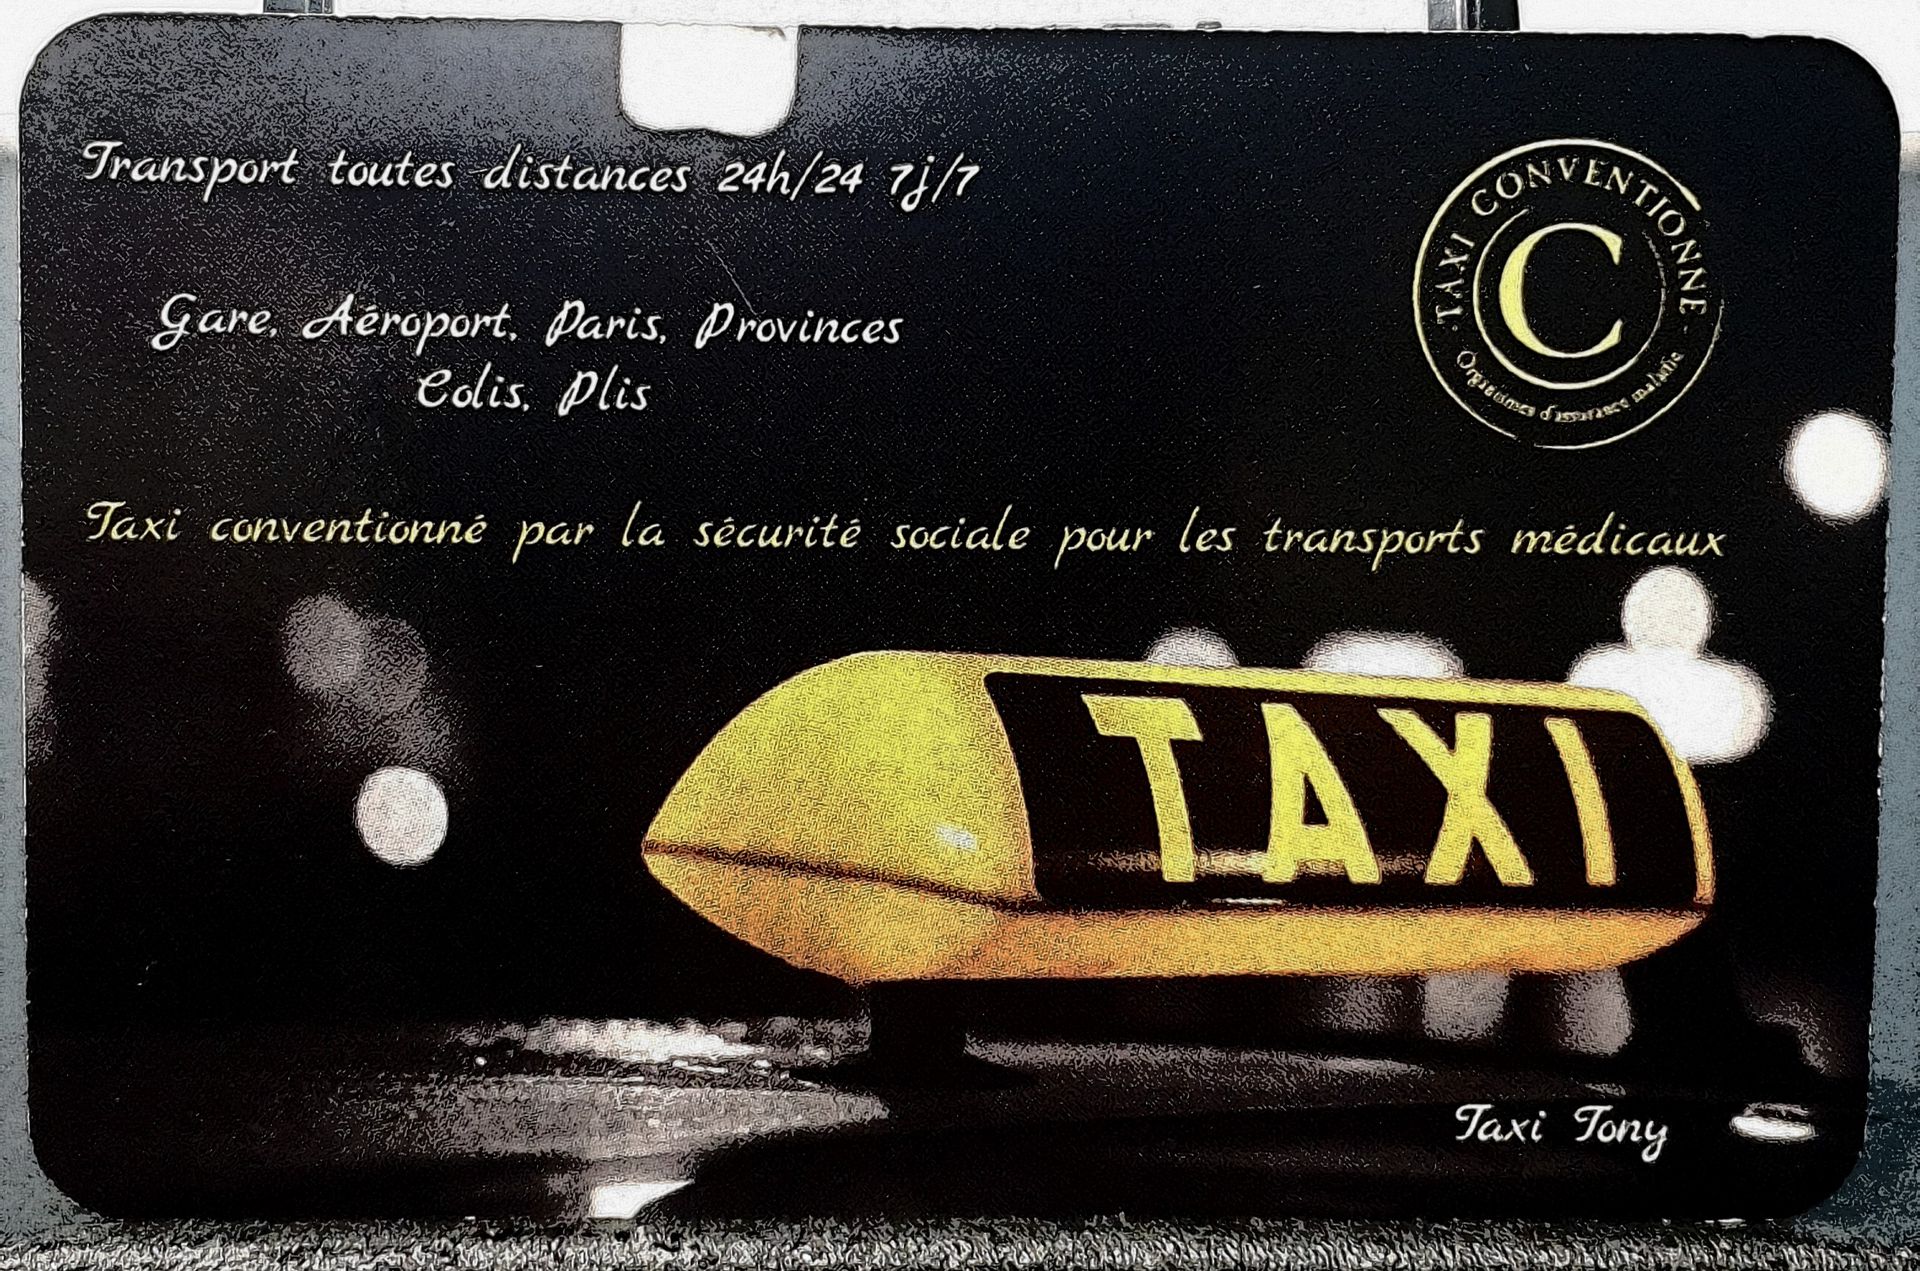 Transport toutes distances 24h/24 7j/7
TAXI CONVENTIONNÉ
C
Organismes d'assurance maladie
Gare, Aéroport, Paris, Provinces
Colis, Plis
Taxi conventionné par la sécurité sociale pour les transports médicaux
TAXI
Taxi Tony